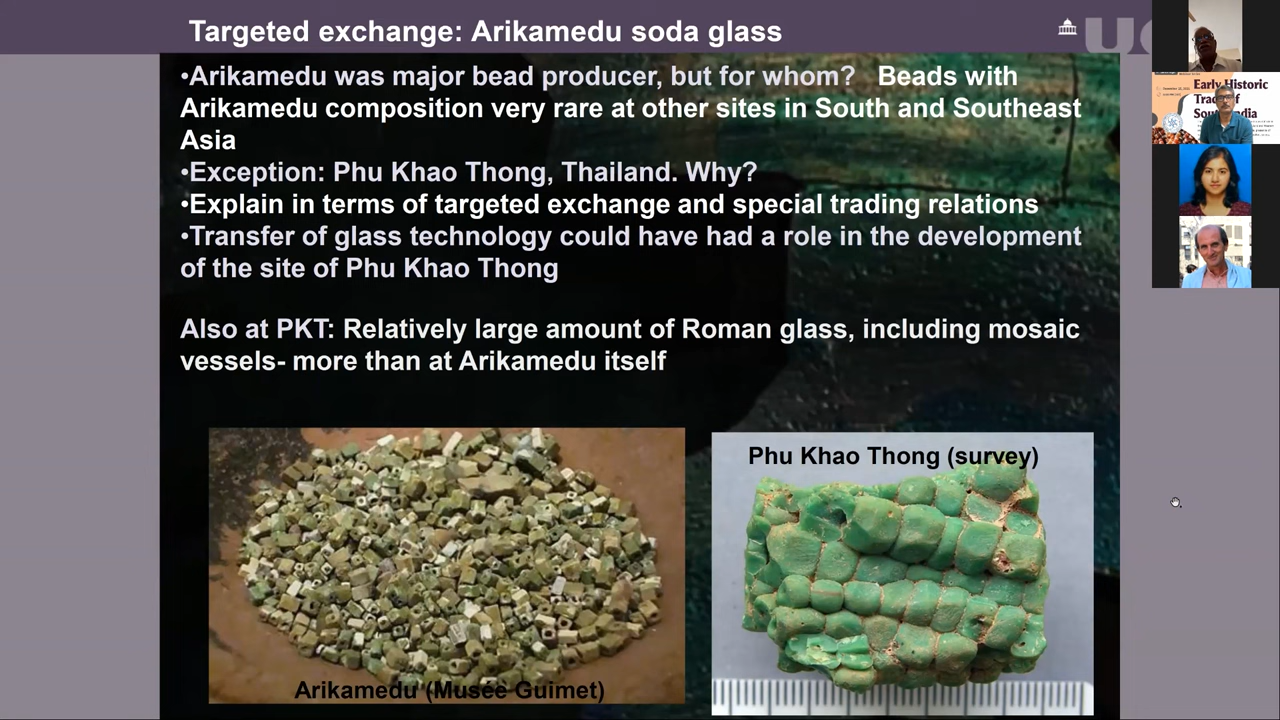 Targeted exchange: Arikamedu soda glass
•Arikamedu was major bead producer, but for whom?   Beads with
Arikamedu composition very rare at other sites in South and Southeast
Asia
•Exception: Phu Khao Thong, Thailand. Why?
•Explain in terms of targeted exchange and special trading relations
•Transfer of glass technology could have had a role in the development
of the site of Phu Khao Thong
Also at PKT: Relatively large amount of Roman glass, including mosaic
vessels- more than at Arikamedu itself
Arikamedu (Musée Guimet)
Phu Khao Thong (survey)
Early Historic